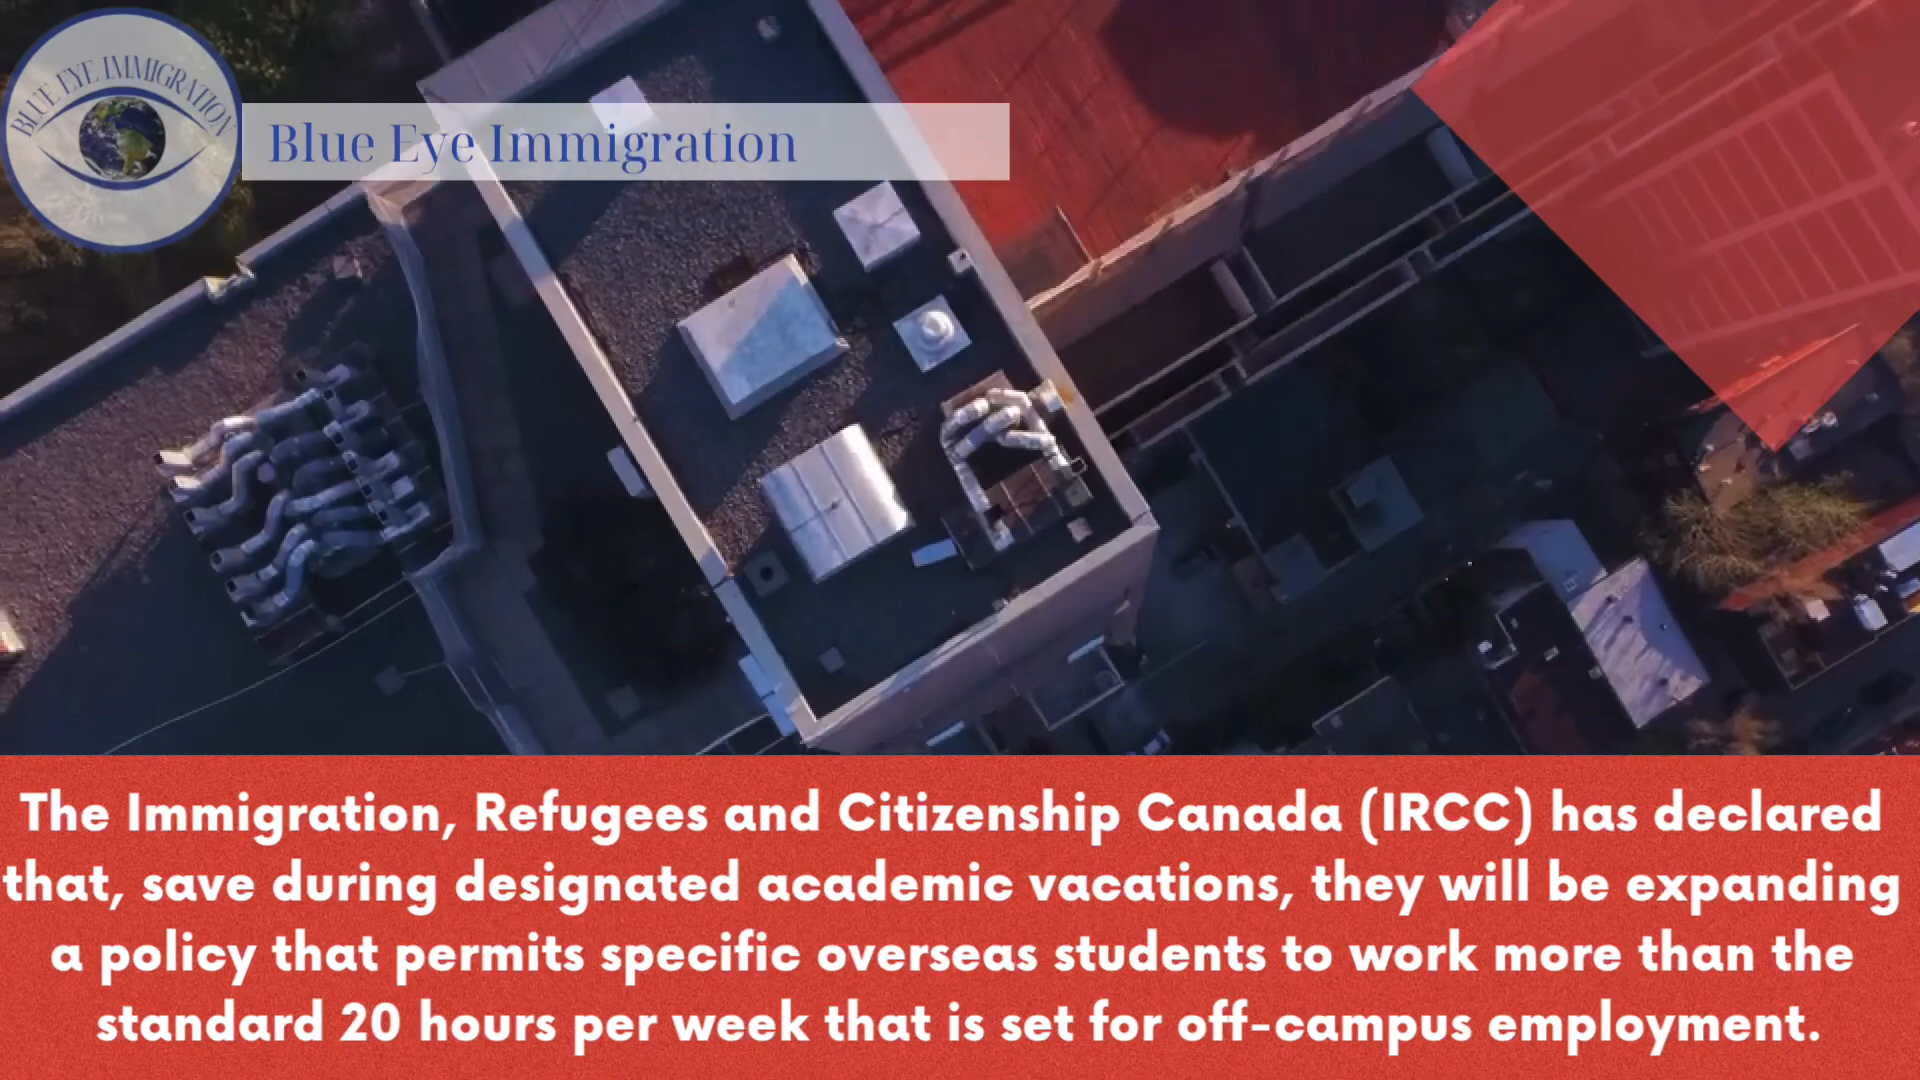 BLUE EYE IMMIGRATION
Blue Eye Immigration
The Immigration, Refugees and Citizenship Canada (IRCC) has declared
that, save during designated academic vacations, they will be expanding
a policy that permits specific overseas students to work more than the
standard 20 hours per week that is set for off-campus employment.